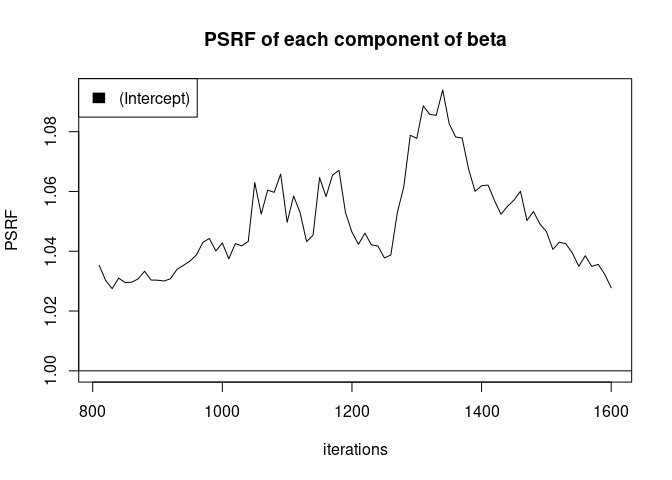 PSRF of each component of beta
(Intercept)
PSRF
1.08
1.06
1.04
1.02
1.00
800 1000 1200 1400 1600
iterations